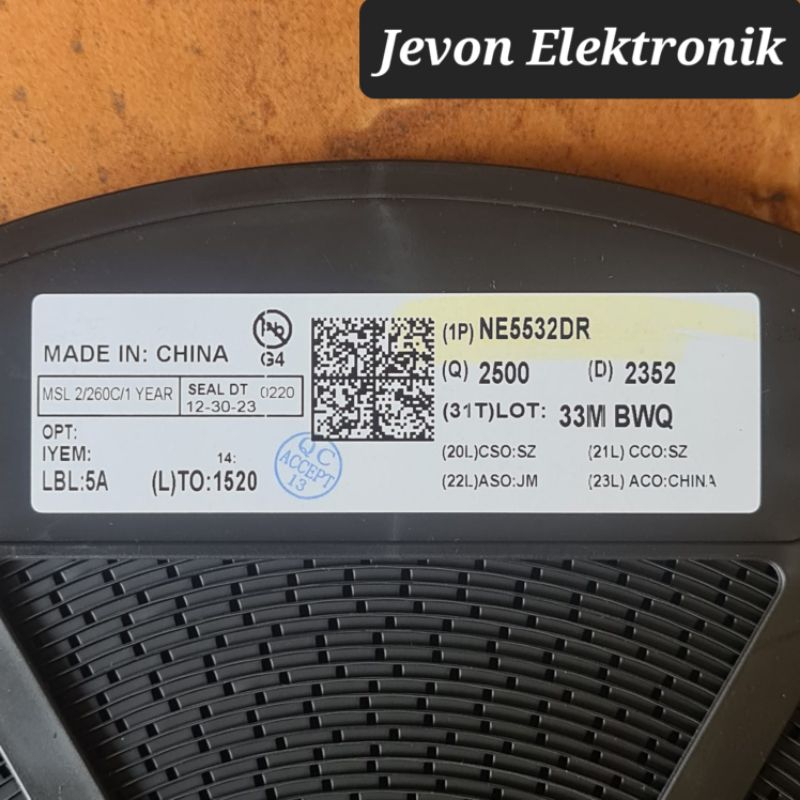 Jevon Elektronik
G4
MADE IN: CHINA
MSL 2/260C/1 YEAR
SEAL DT 0220
12-30-23
OPT:
IYEM:
LBL:5A
14:
(L)TO:1520
QC
ACCEPT
13
(1P) NE5532DR
(Q) 2500 (D) 2352
(31T)LOT: 33M BWQ
(20L)CSO:SZ (21L) CCO:SZ
(22L)ASO:JM (23L) ACO:CHINA